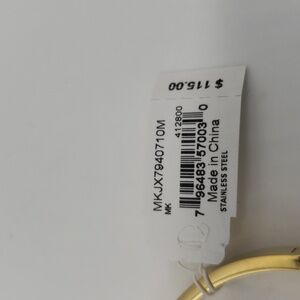 $ 115.00
MKJX7940710M
MK
412800
7 96483 57003 0
Made in China
STAINLESS STEEL